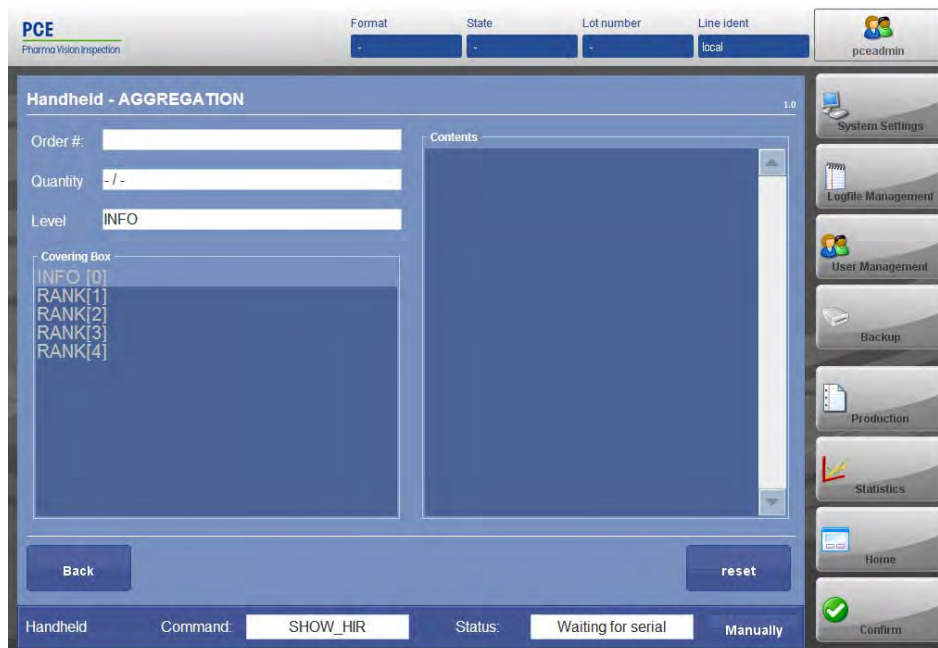 PCE
Pharma Vision Inspection
Format State Lot number Line ident
- - - local
pceadmin
Handheld - AGGREGATION
1.0
Order #:
Quantity - / -
Level INFO
Covering Box
INFO [0]
RANK[1]
RANK[2]
RANK[3]
RANK[4]
Contents
Back
reset
Handheld Command: SHOW_HIR Status: Waiting for serial Manually
System Settings
Logfile Management
User Management
Backup
Production
Statistics
Home
Confirm